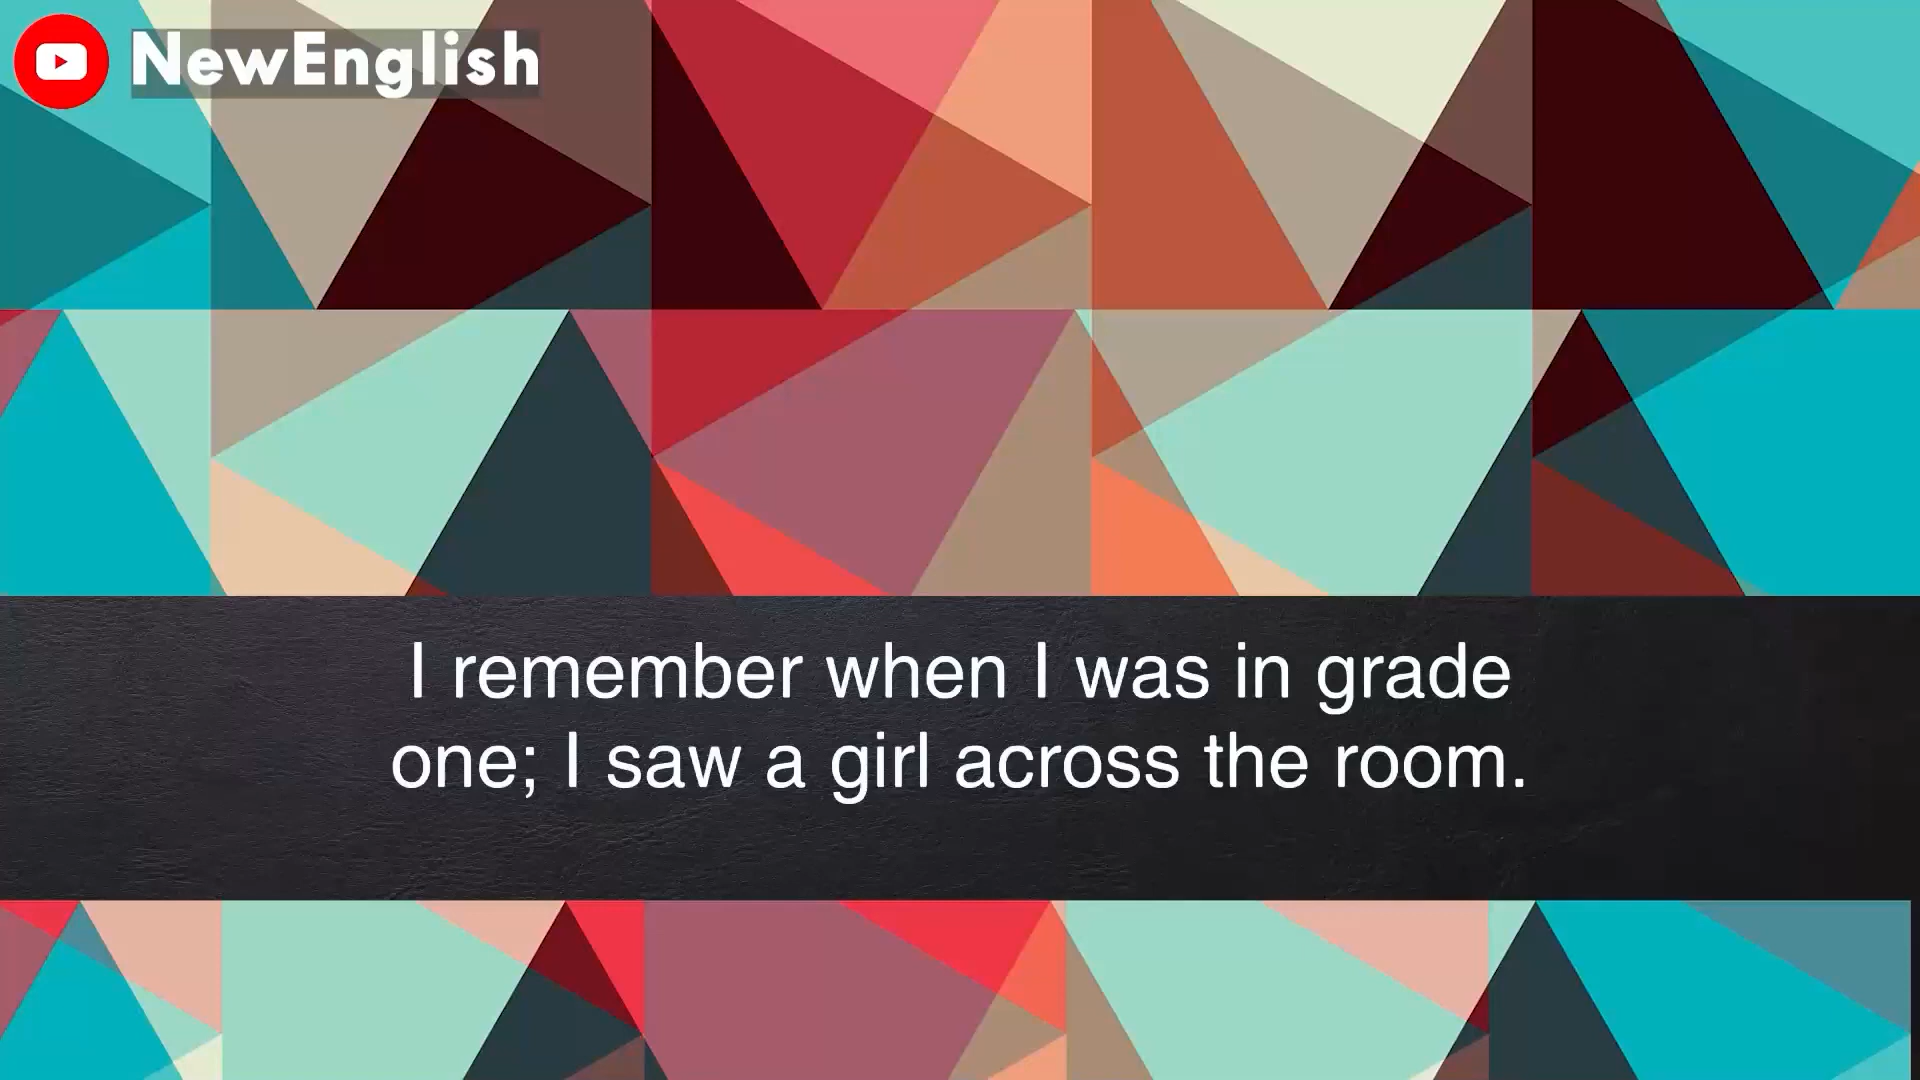 NewEnglish
I remember when I was in grade
one; I saw a girl across the room.